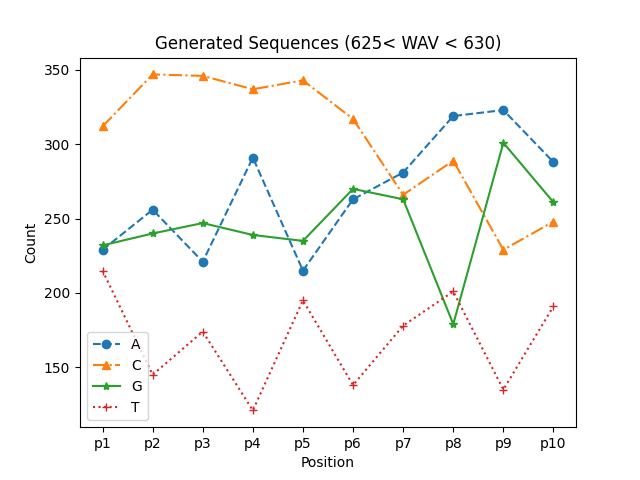 Generated Sequences (625< WAV < 630)
350
300
250
200
150
Count
A
C
G
T
p1 p2 p3 p4 p5 p6 p7 p8 p9 p10
Position